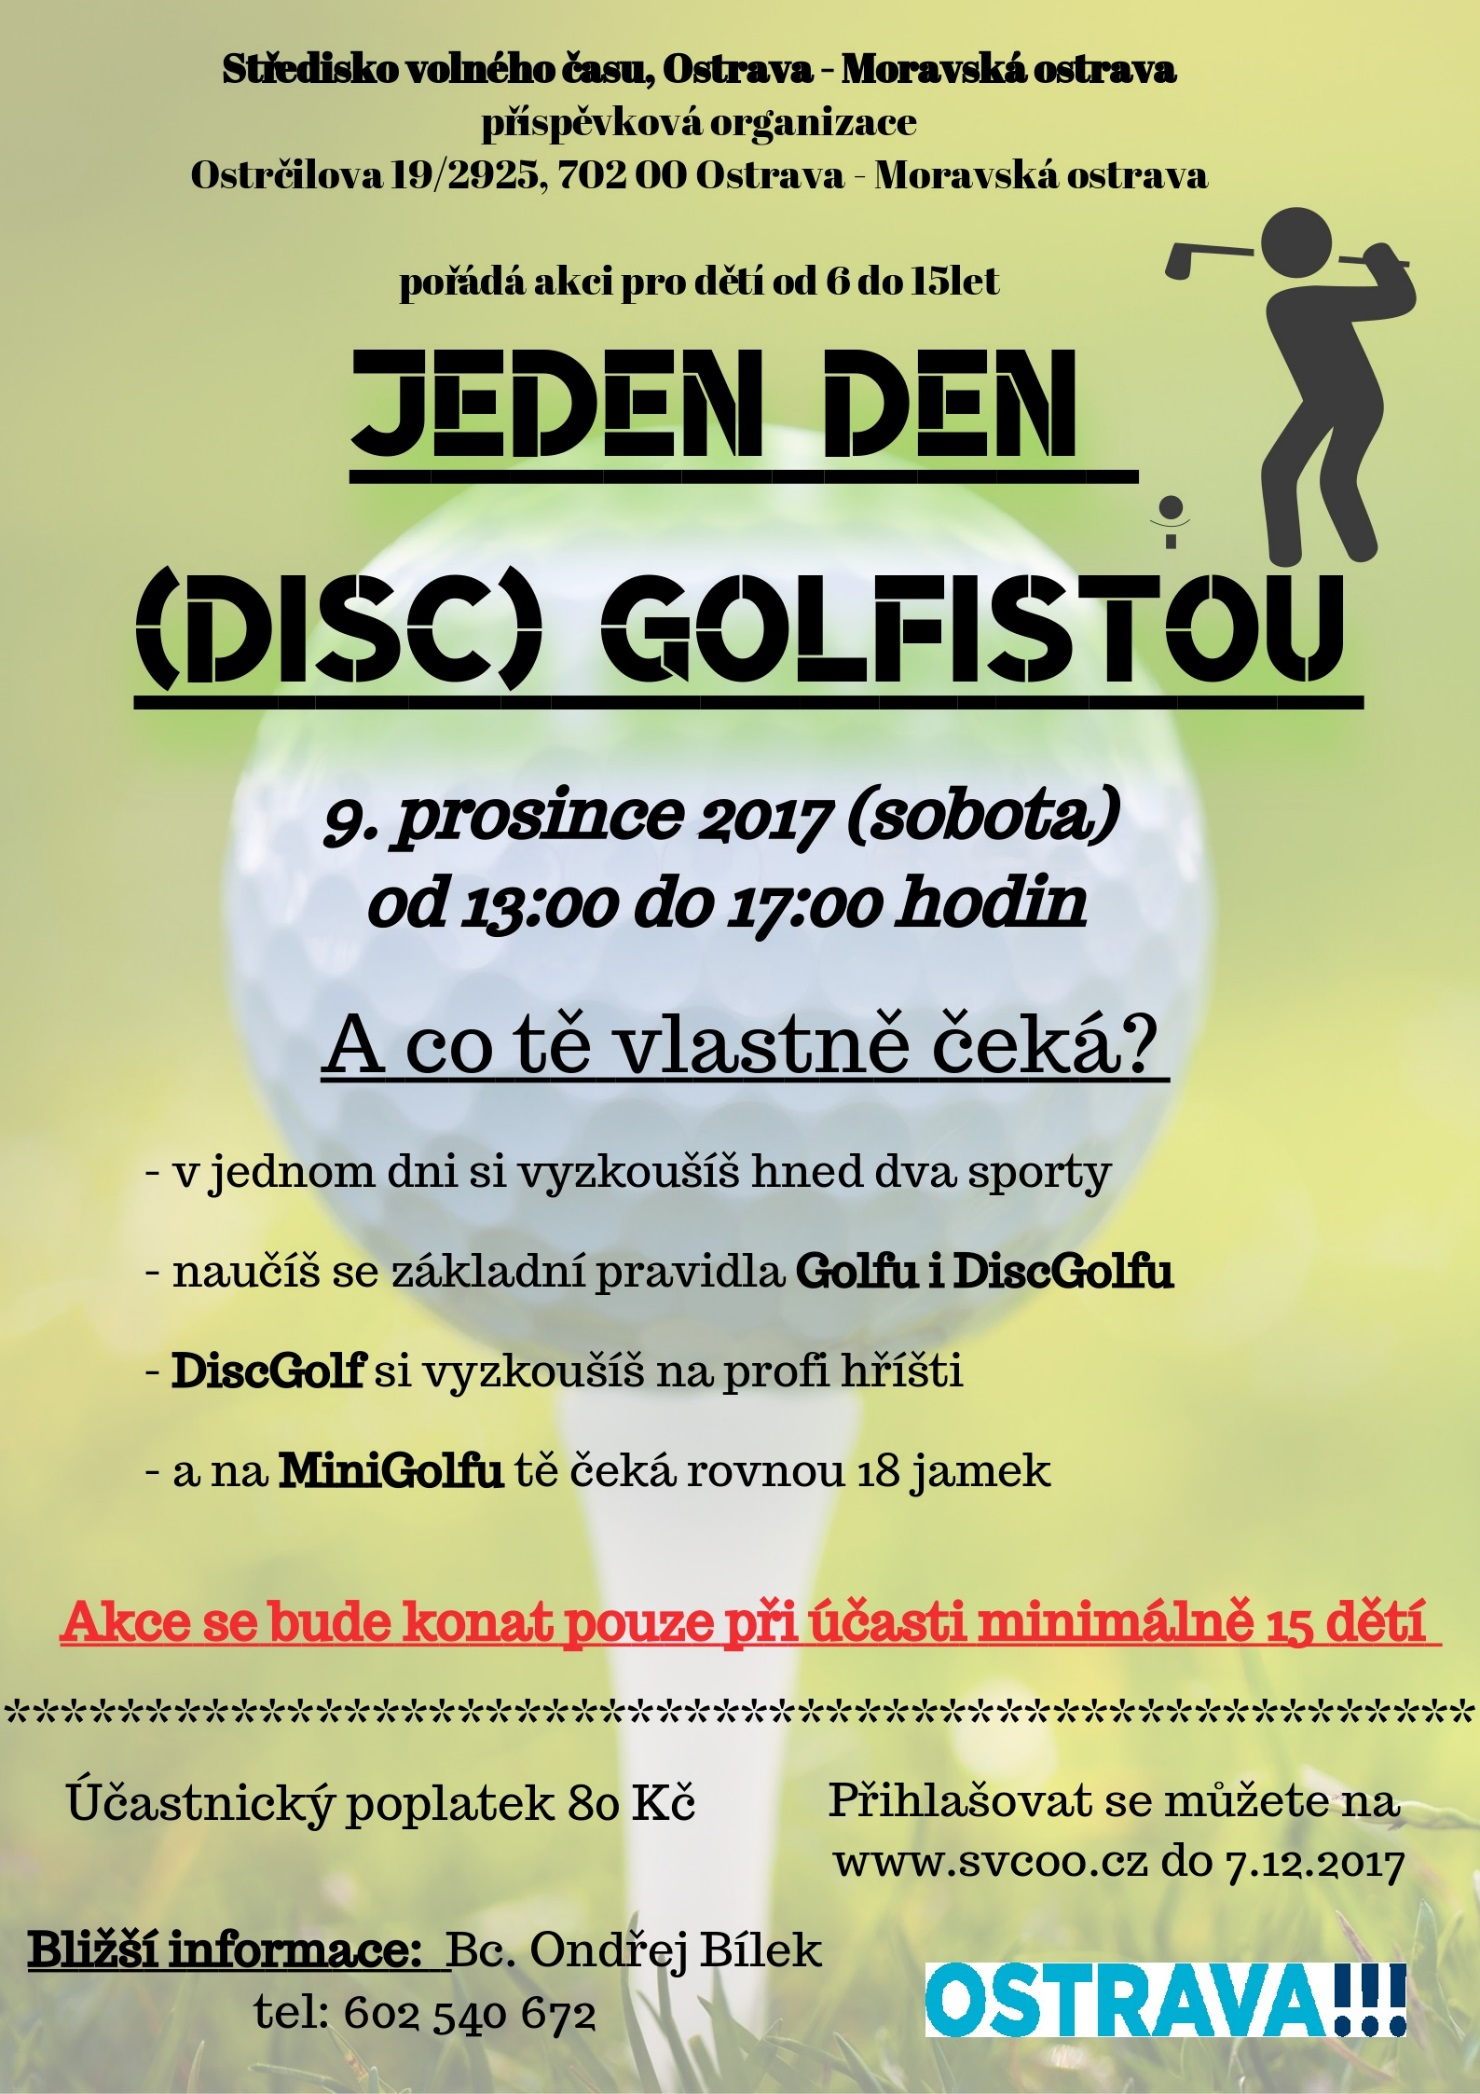 Středisko volného času, Ostrava - Moravská ostrava
příspěvková organizace
Ostrčilova 19/2925, 702 00 Ostrava - Moravská ostrava
pořádá akci pro dětí od 6 do 15let
JEDEN DEN
(DISC) GOLFISTOU
9. prosince 2017 (sobota)
od 13:00 do 17:00 hodin
A co tě vlastně čeká?
- v jednom dni si vyzkoušíš hned dva sporty
- naučíš se základní pravidla Golfu i DiscGolfu
- DiscGolf si vyzkoušíš na profi hříšti
- a na MiniGolfu tě čeká rovnou 18 jamek
Akce se bude konat pouze při účasti minimálně 15 dětí
****************************************************
Účastnický poplatek 80 Kč
Přihlašovat se můžete na
www.svcoo.cz do 7.12.2017
Bližší informace: Bc. Ondřej Bílek
tel: 602 540 672
OSTRAVA!!!